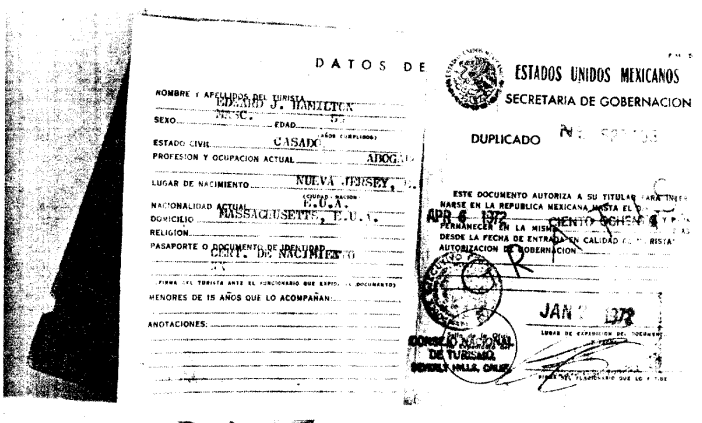 DATOS DE
NOMBRE Y APELLIDOS DEL TURISTA
EDWARD J. HAMILTON
SEXO MASC. EDAD 55
(AÑOS CUMPLIDOS)
ESTADO CIVIL CASADO
PROFESION Y OCUPACION ACTUAL ABOGA
LUGAR DE NACIMIENTO NUEVA JERSEY,
(CIUDAD - NACION)
NACIONALIDAD ACTUAL E.U.A.
DOMICILIO MASSACHUSETTS, E.U.A.
RELIGION
PASAPORTE O DOCUMENTO DE IDENTIDAD
CERT. DE NACIMIENTO
(FIRMA DEL TURISTA ANTE EL FUNCIONARIO QUE EXPIDE EL DOCUMENTO)
MENORES DE 15 AÑOS QUE LO ACOMPAÑAN:
ANOTACIONES:
ESTADOS UNIDOS MEXICANOS
SECRETARIA DE GOBERNACION
DUPLICADO
ESTE DOCUMENTO AUTORIZA A SU TITULAR PARA INTER
NARSE EN LA REPUBLICA MEXICANA HASTA EL
APR 6 1972 CIENTO OCHENTA Y
PERMANECER EN LA MISMA
DESDE LA FECHA DE ENTRADA EN CALIDAD
AUTORIZACION DE GOBERNACION
GRATIS
JAN 1972
LUGAR DE EXPEDICION DEL DOCUMENTO
CONSEJO NACIONAL
DE TURISMO,
BEVERLY HILLS, CALIF.
FIRMA DEL FUNCIONARIO QUE LO EXPIDE